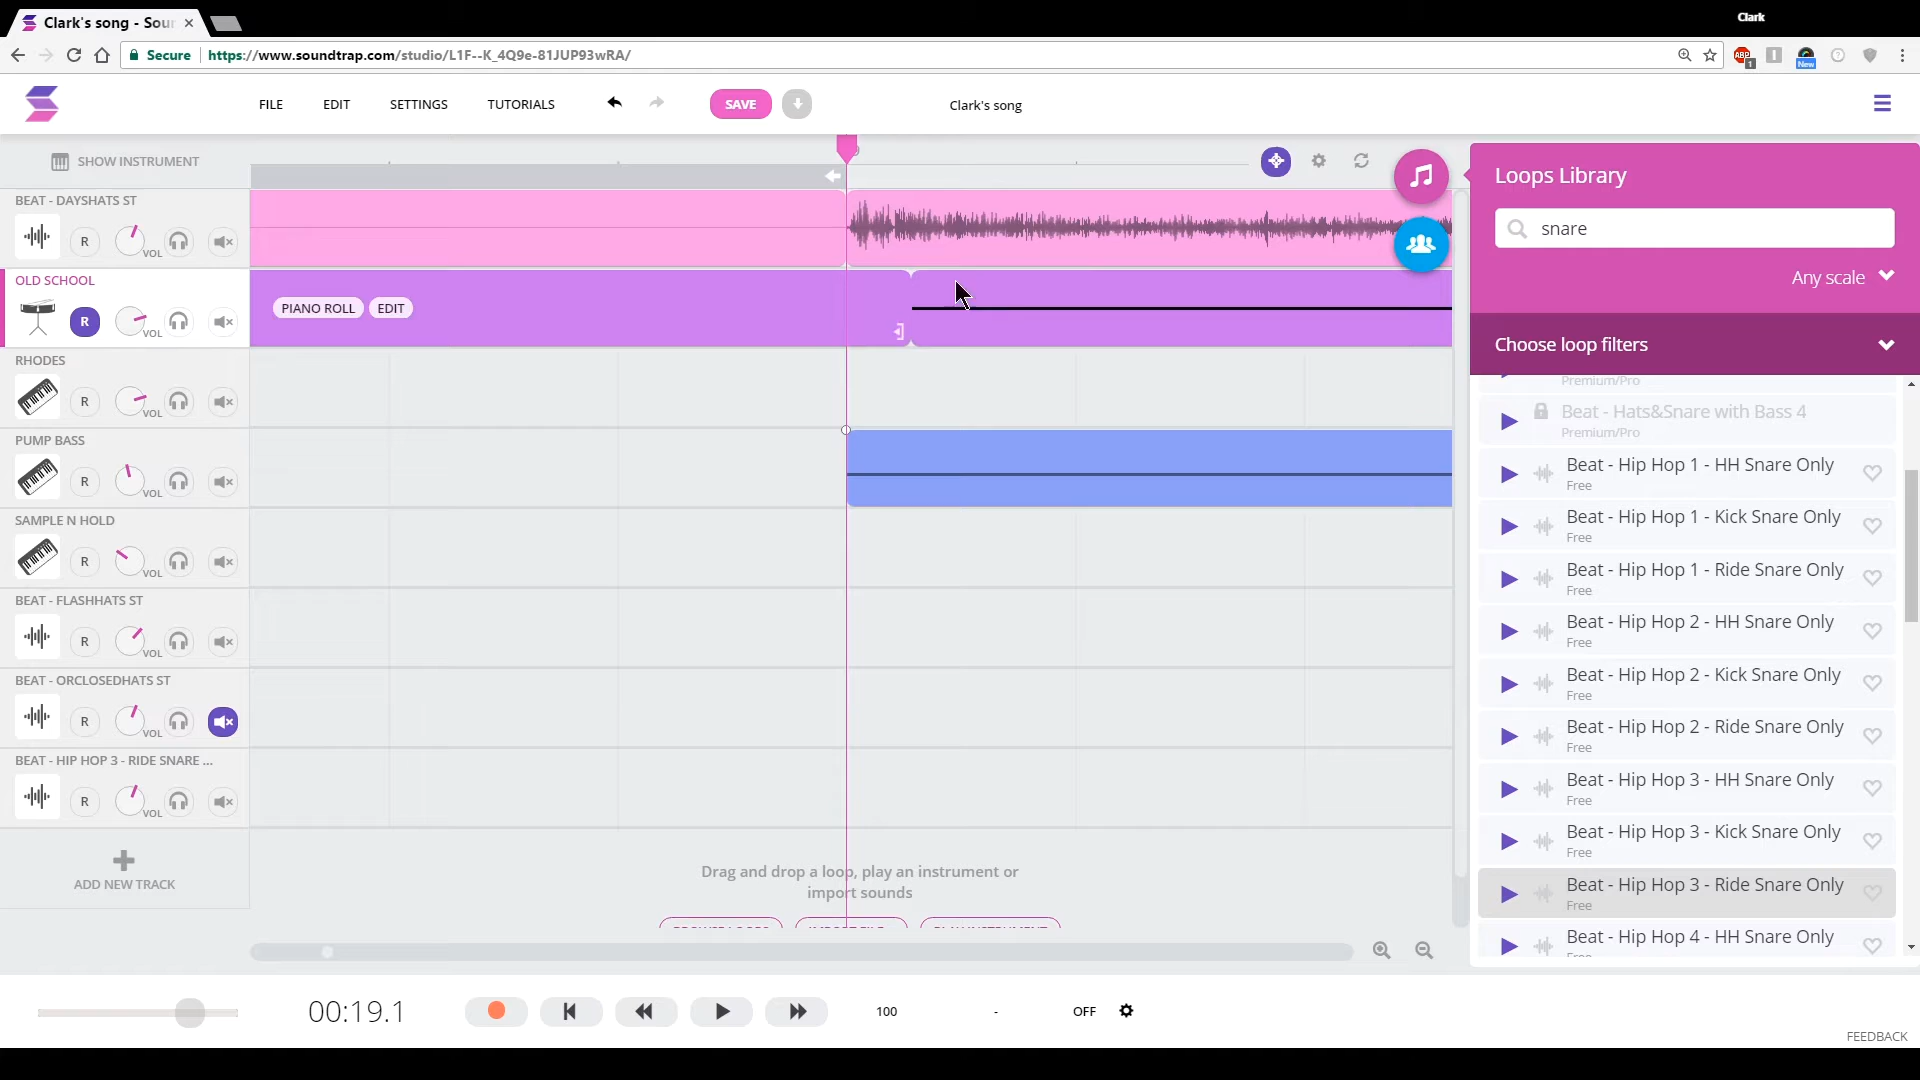 Clark's song - Sou
Clark
Secure
https://www.soundtrap.com/studio/L1F--K_4Q9e-81JUP93wRA/
1
New
FILE
EDIT
SETTINGS
TUTORIALS
SAVE
Clark's song
SHOW INSTRUMENT
BEAT - DAYSHATS ST
R
VOL
OLD SCHOOL
R
VOL
PIANO ROLL
EDIT
RHODES
R
VOL
PUMP BASS
R
VOL
SAMPLE N HOLD
R
VOL
BEAT - FLASHHATS ST
R
VOL
BEAT - ORCLOSEDHATS ST
R
VOL
BEAT - HIP HOP 3 - RIDE SNARE ...
R
VOL
ADD NEW TRACK
Drag and drop a loop, play an instrument or
import sounds
Loops Library
snare
Any scale
Choose loop filters
Premium/Pro
Beat - Hats&Snare with Bass 4
Premium/Pro
Beat - Hip Hop 1 - HH Snare Only
Free
Beat - Hip Hop 1 - Kick Snare Only
Free
Beat - Hip Hop 1 - Ride Snare Only
Free
Beat - Hip Hop 2 - HH Snare Only
Free
Beat - Hip Hop 2 - Kick Snare Only
Free
Beat - Hip Hop 2 - Ride Snare Only
Free
Beat - Hip Hop 3 - HH Snare Only
Free
Beat - Hip Hop 3 - Kick Snare Only
Free
Beat - Hip Hop 3 - Ride Snare Only
Free
Beat - Hip Hop 4 - HH Snare Only
00:19.1
100
-
OFF
FEEDBACK